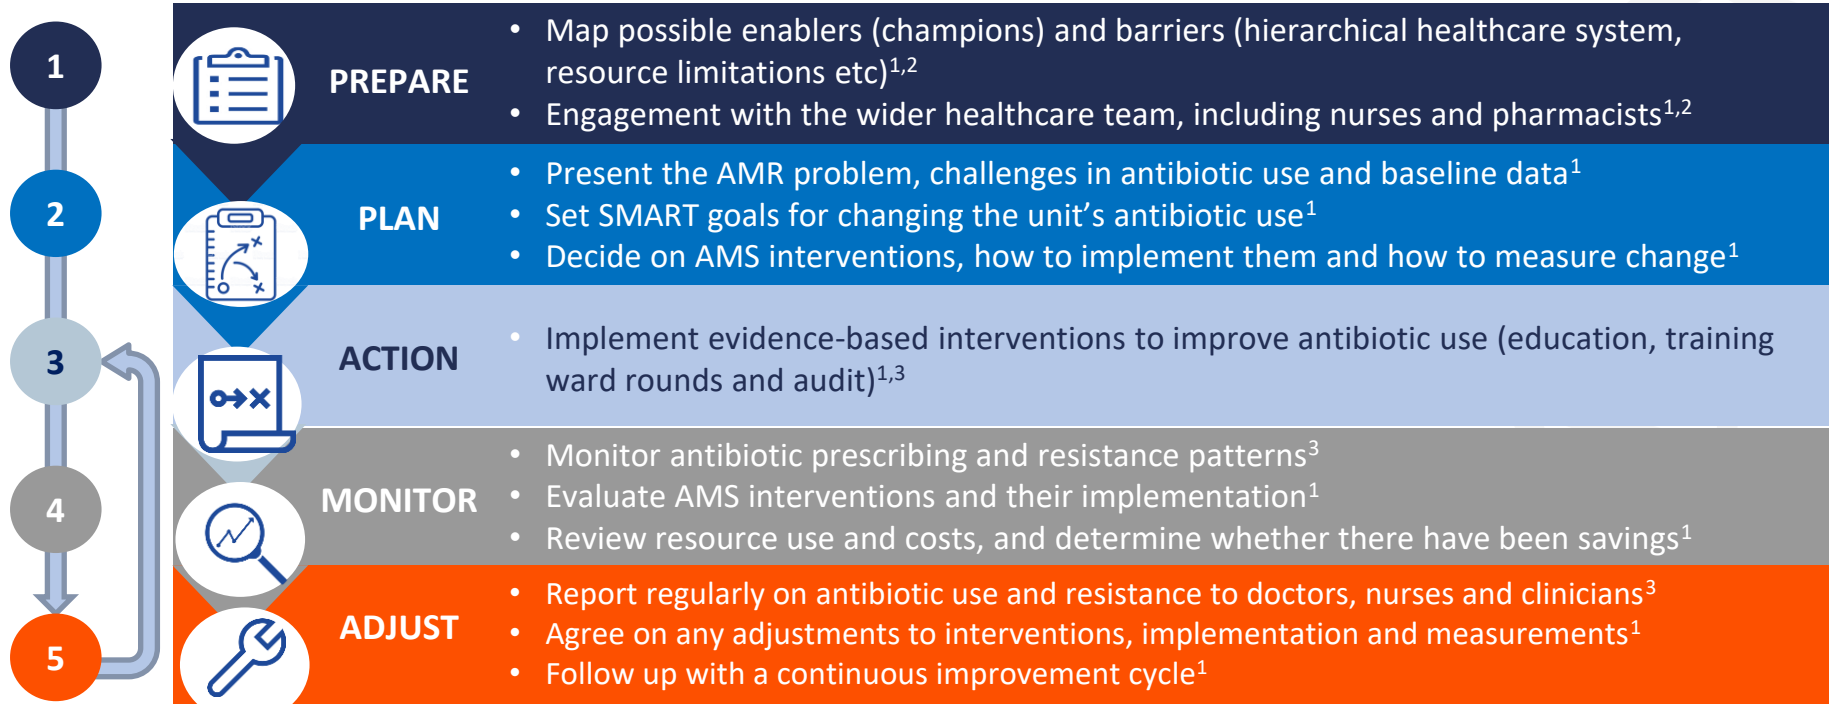 1
PREPARE
• Map possible enablers (champions) and barriers (hierarchical healthcare system,
resource limitations etc)1,2
• Engagement with the wider healthcare team, including nurses and pharmacists1,2
2
PLAN
• Present the AMR problem, challenges in antibiotic use and baseline data1
• Set SMART goals for changing the unit’s antibiotic use1
• Decide on AMS interventions, how to implement them and how to measure change1
3
ACTION
• Implement evidence-based interventions to improve antibiotic use (education, training
ward rounds and audit)1,3
4
MONITOR
• Monitor antibiotic prescribing and resistance patterns3
• Evaluate AMS interventions and their implementation1
• Review resource use and costs, and determine whether there have been savings1
5
ADJUST
• Report regularly on antibiotic use and resistance to doctors, nurses and clinicians3
• Agree on any adjustments to interventions, implementation and measurements1
• Follow up with a continuous improvement cycle1